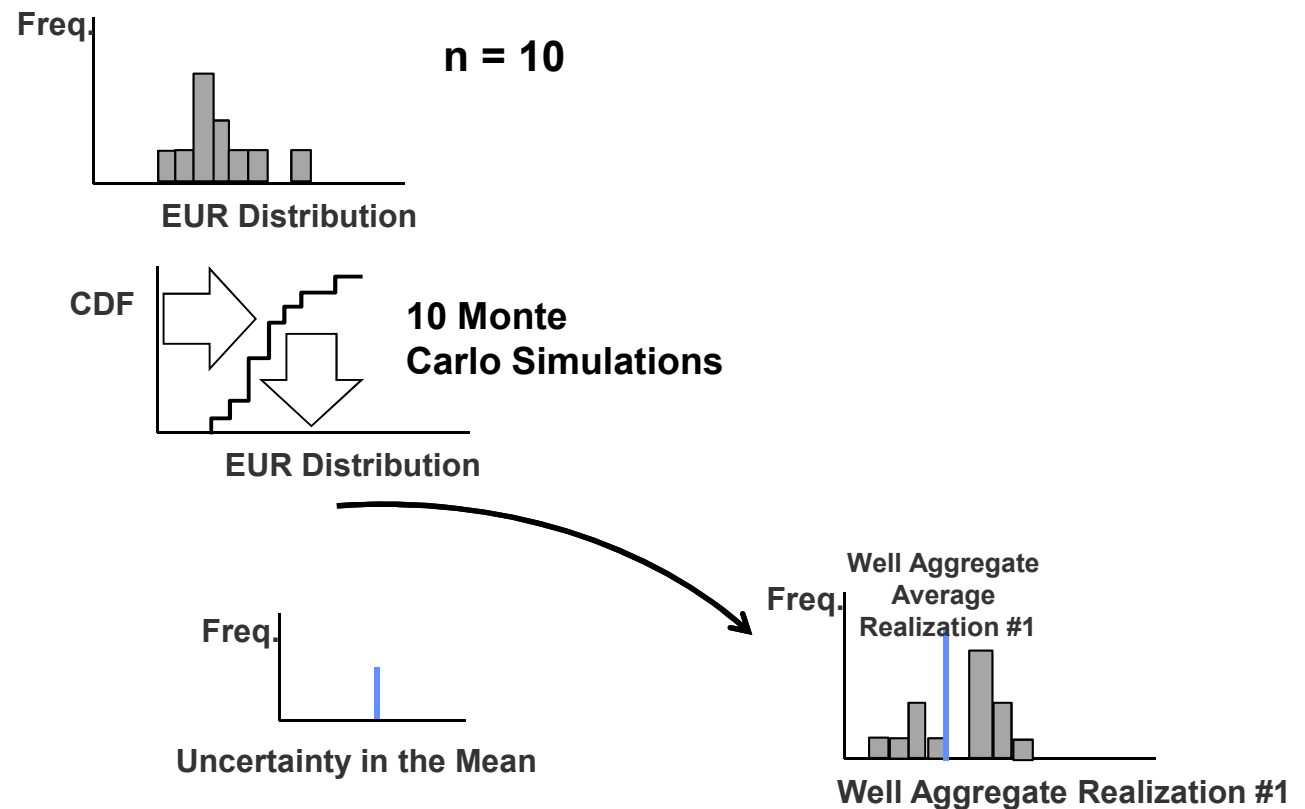 Freq.
n = 10
EUR Distribution
CDF
10 Monte
Carlo Simulations
EUR Distribution
Well Aggregate
Average
Realization #1
Freq.
Freq.
Uncertainty in the Mean
Well Aggregate Realization #1